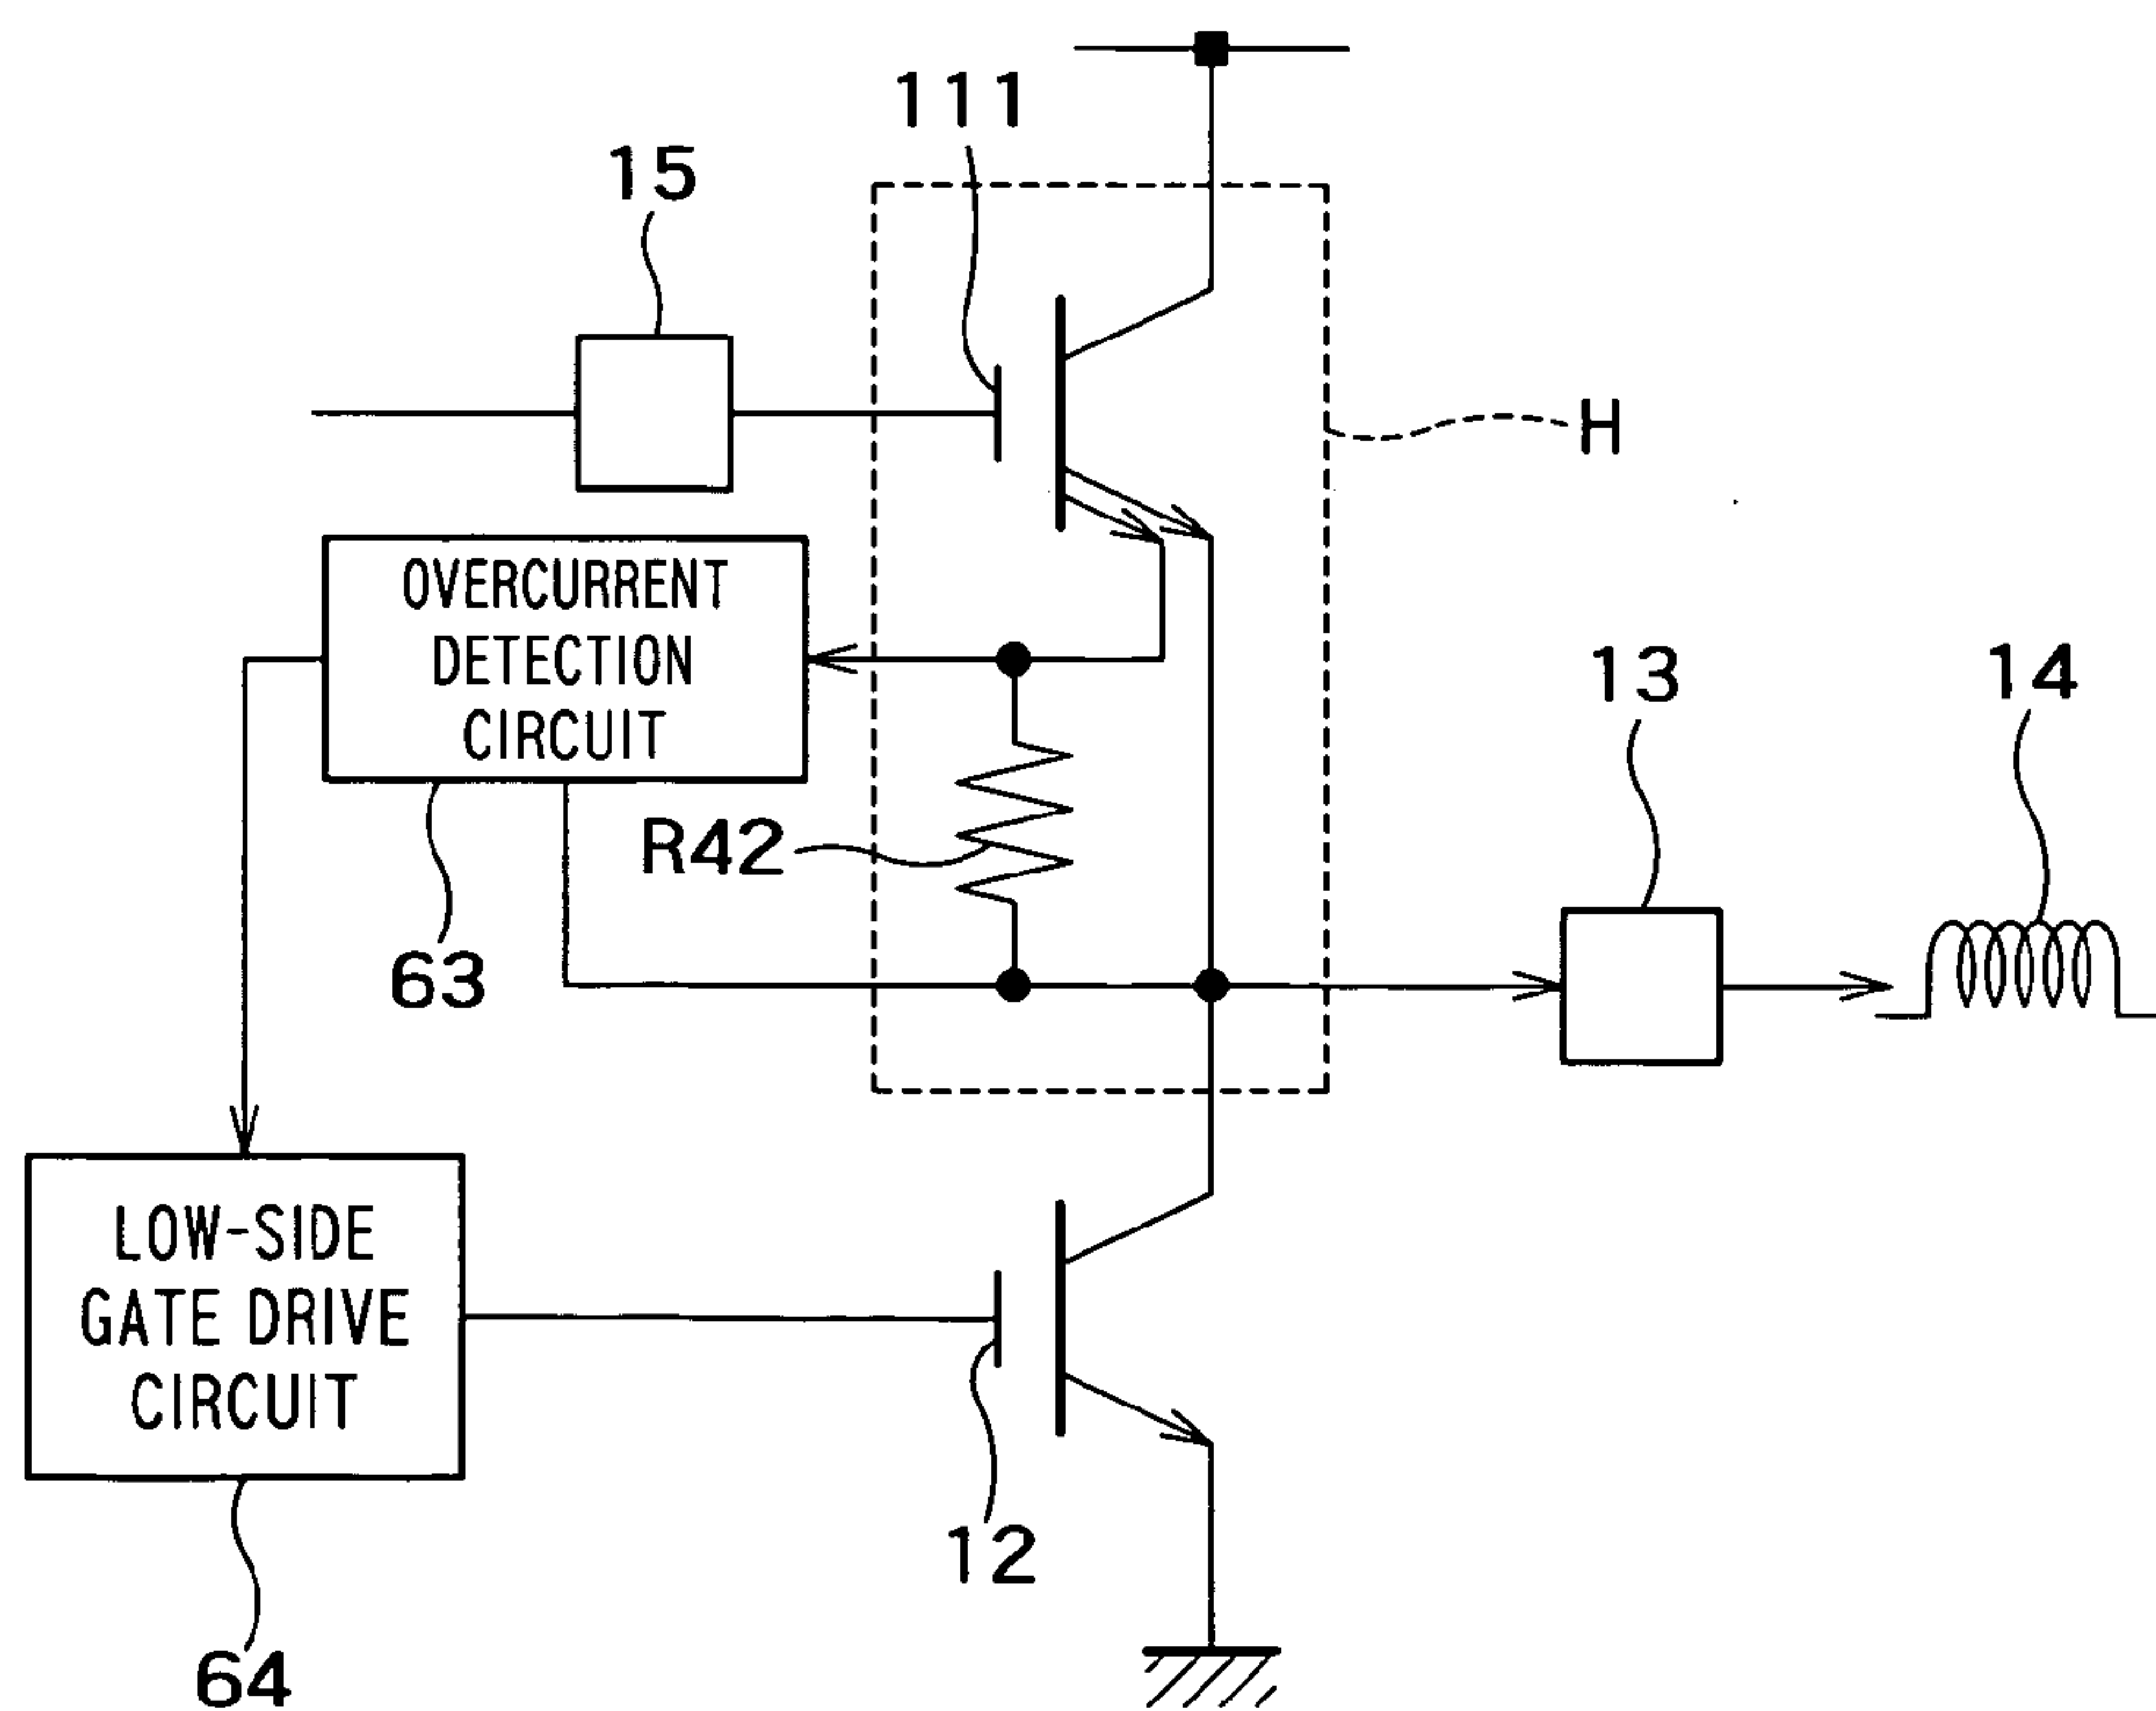 111
15
H
OVERCURRENT
DETECTION
CIRCUIT
13
14
R42
63
LOW-SIDE
GATE DRIVE
CIRCUIT
12
64